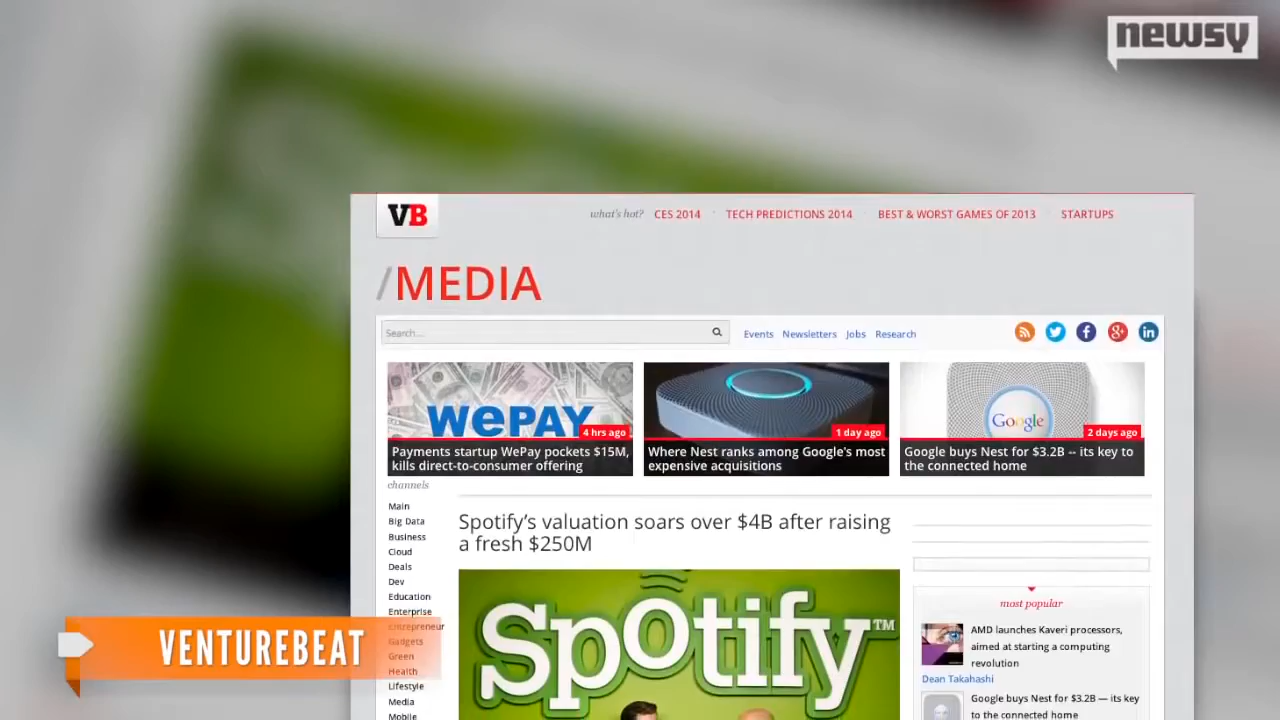 newsy
VB
what's hot? CES 2014 · TECH PREDICTIONS 2014 · BEST & WORST GAMES OF 2013 · STARTUPS
/MEDIA
Search...
Events Newsletters Jobs Research
wePAY
4 hrs ago
Payments startup WePay pockets $15M,
kills direct-to-consumer offering
1 day ago
Where Nest ranks among Google's most
expensive acquisitions
Google
2 days ago
Google buys Nest for $3.2B -- its key to
the connected home
channels
Main
Big Data
Business
Cloud
Deals
Dev
Education
Enterprise
Entrepreneur
Gadgets
Green
Health
Lifestyle
Media
Mobile
Spotify's valuation soars over $4B after raising
a fresh $250M
Spotify™
most popular
AMD launches Kaveri processors,
aimed at starting a computing
revolution
Dean Takahashi
Google buys Nest for $3.2B — its key
to the connected home
VENTUREBEAT